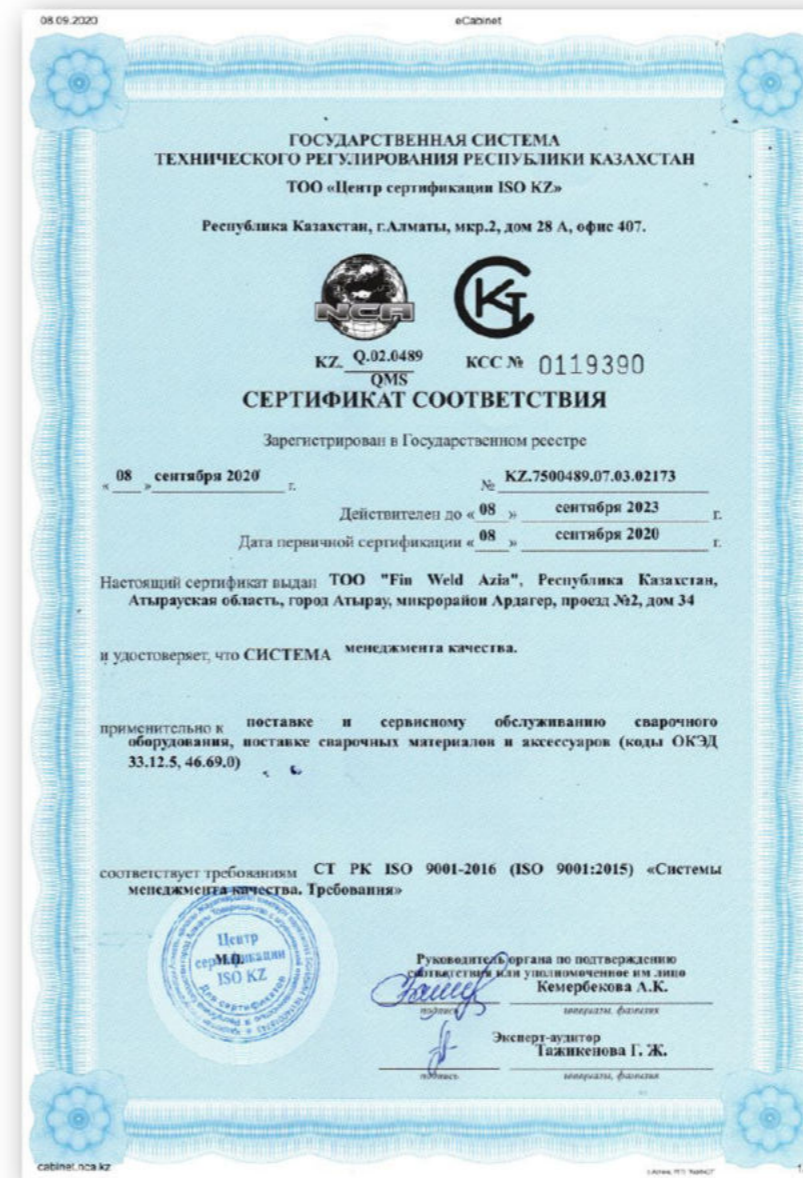 08.09.2020
eCabinet
ГОСУДАРСТВЕННАЯ СИСТЕМА
ТЕХНИЧЕСКОГО РЕГУЛИРОВАНИЯ РЕСПУБЛИКИ КАЗАХСТАН
ТОО «Центр сертификации ISO KZ»
Республика Казахстан, г.Алматы, мкр.2, дом 28 А, офис 407.
NCA
KZ. Q.02.0489
QMS
КСС № 0119390
СЕРТИФИКАТ СООТВЕТСТВИЯ
Зарегистрирован в Государственном реестре
« 08 » сентября 2020 г.
№ KZ.7500489.07.03.02173
Действителен до « 08 » сентября 2023 г.
Дата первичной сертификации « 08 » сентября 2020 г.
Настоящий сертификат выдан ТОО "Fin Weld Azia", Республика Казахстан,
Атырауская область, город Атырау, микрорайон Ардагер, проезд №2, дом 34
и удостоверяет, что СИСТЕМА менеджмента качества.
применительно к поставке и сервисному обслуживанию сварочного
оборудования, поставке сварочных материалов и аксессуаров (коды ОКЭД
33.12.5, 46.69.0)
соответствует требованиям СТ РК ISO 9001-2016 (ISO 9001:2015) «Системы
менеджмента качества. Требования»
Центр
сертификации
ISO KZ
Для сертификатов
М.П.
Руководитель органа по подтверждению
соответствия или уполномоченное им лицо
Кемербекова А.К.
подпись
инициалы, фамилия
Эксперт-аудитор
Тажикенова Г. Ж.
подпись
инициалы, фамилия
cabinet.nca.kz